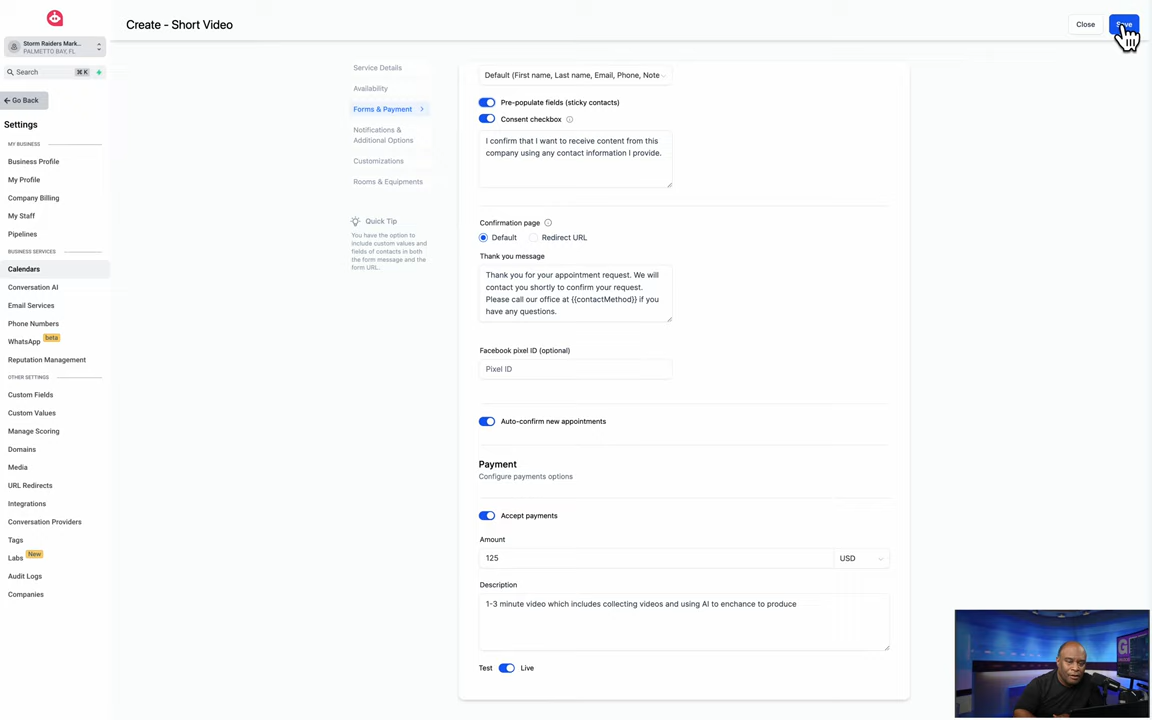 Create - Short Video
Close
Save
Storm Raiders Mark...
PALMETTO BAY, FL
Search
⌘K
Go Back
Settings
MY BUSINESS
Business Profile
My Profile
Company Billing
My Staff
Pipelines
BUSINESS SERVICES
Calendars
Conversation AI
Email Services
Phone Numbers
WhatsApp beta
Reputation Management
OTHER SETTINGS
Custom Fields
Custom Values
Manage Scoring
Domains
Media
URL Redirects
Integrations
Conversation Providers
Tags
Labs New
Audit Logs
Companies
Service Details
Availability
Forms & Payment
Notifications &
Additional Options
Customizations
Rooms & Equipments
Quick Tip
You have the option to
include custom values and
fields of contacts in both
the form message and the
form URL.
Default (First name, Last name, Email, Phone, Note
Pre-populate fields (sticky contacts)
Consent checkbox
I confirm that I want to receive content from this
company using any contact information I provide.
Confirmation page
Default Redirect URL
Thank you message
Thank you for your appointment request. We will
contact you shortly to confirm your request.
Please call our office at {{contactMethod}} if you
have any questions.
Facebook pixel ID (optional)
Pixel ID
Auto-confirm new appointments
Payment
Configure payments options
Accept payments
Amount
125 USD
Description
1-3 minute video which includes collecting videos and using AI to enchance to produce
Test Live